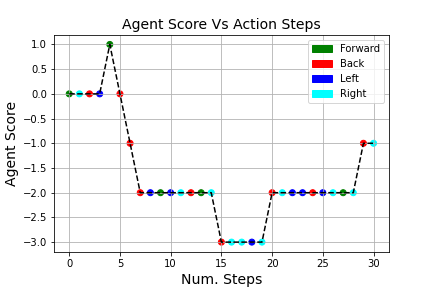 Agent Score Vs Action Steps
1.0
0.5
0.0
−0.5
−1.0
−1.5
−2.0
−2.5
−3.0
Agent Score
Forward
Back
Left
Right
0 5 10 15 20 25 30
Num. Steps